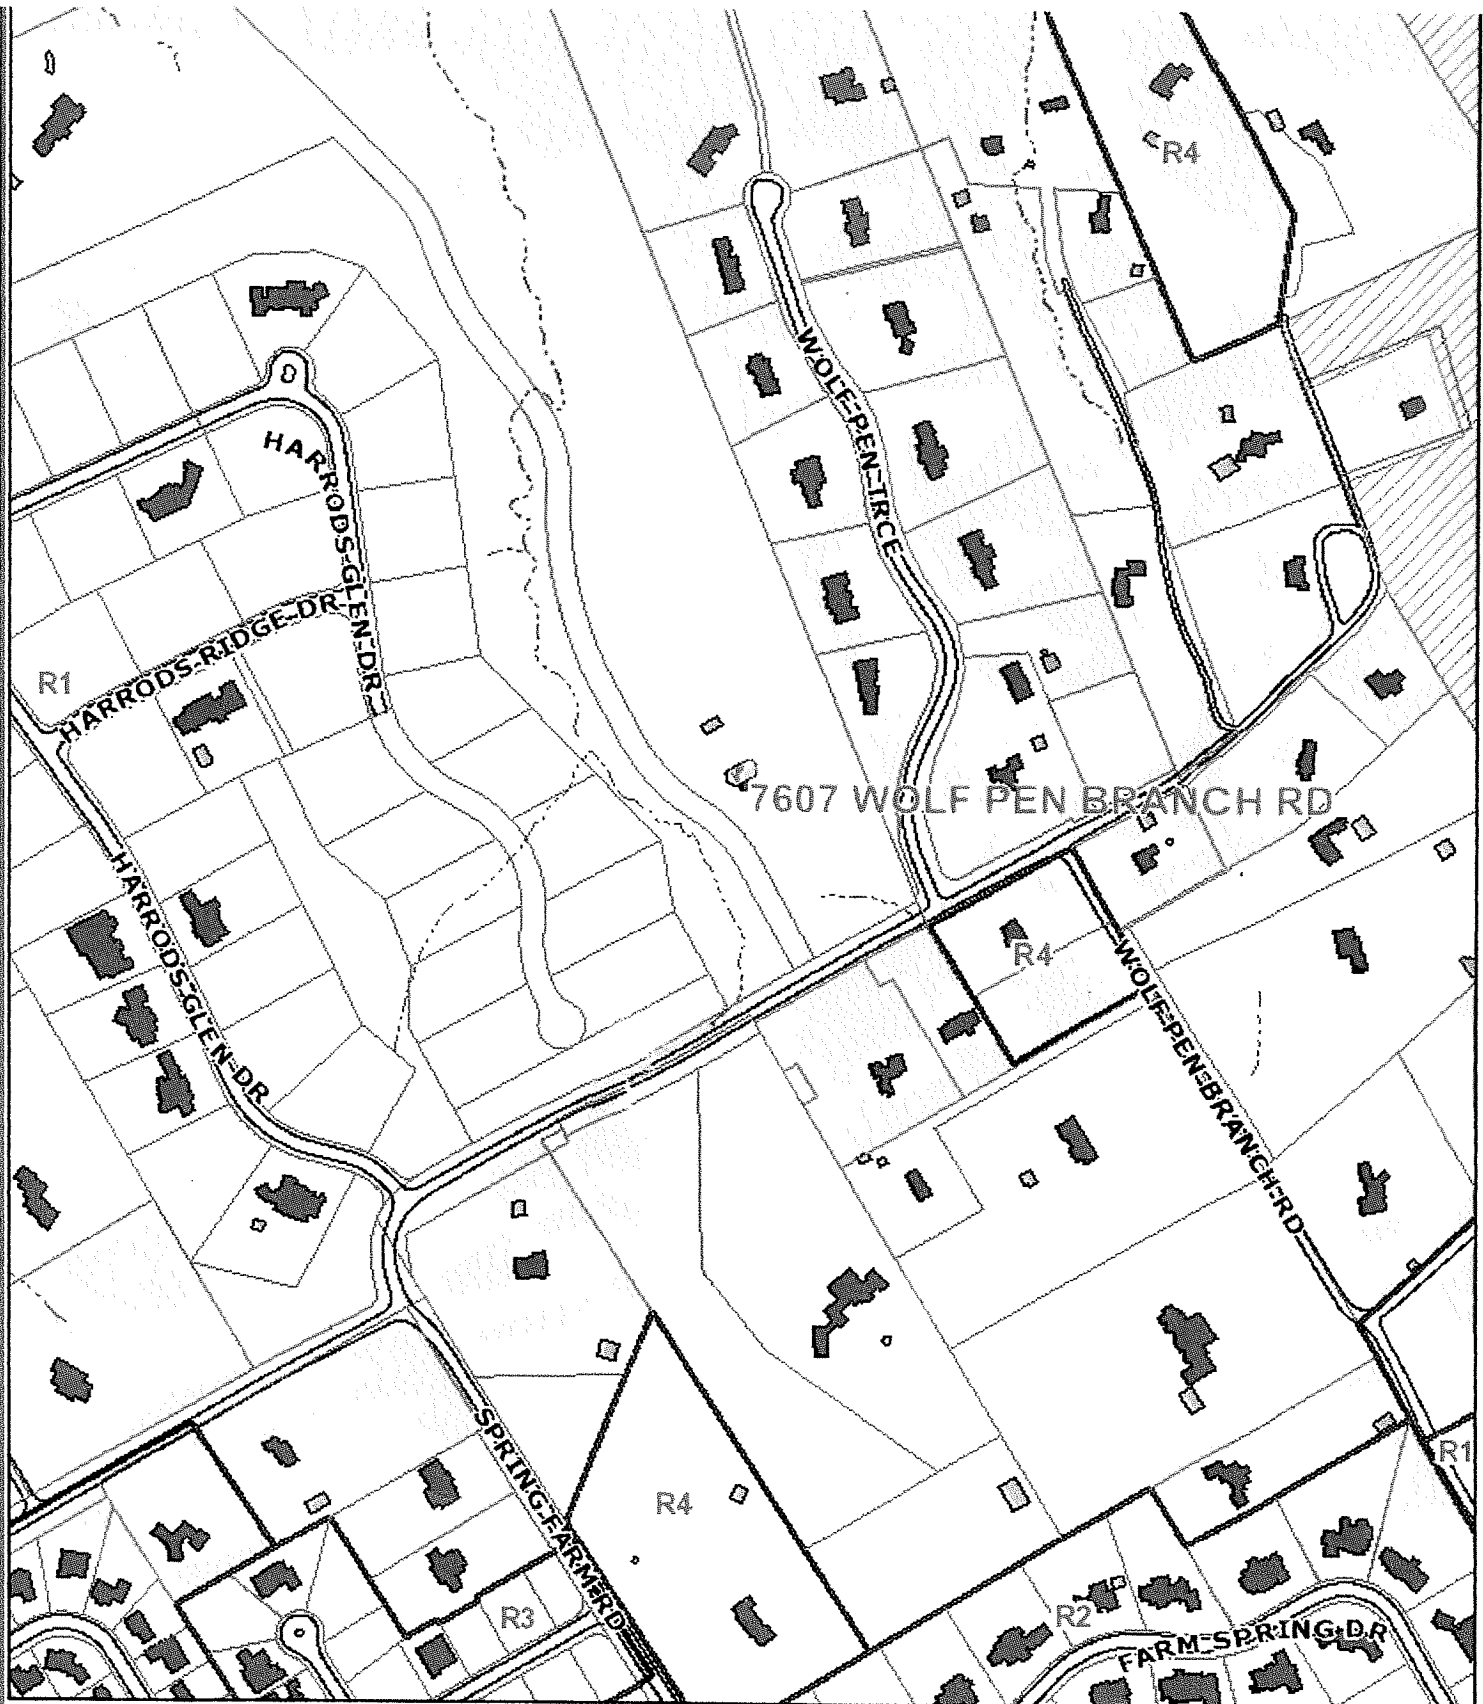 R4
WOLF-PEN-TRCE
HARRODS-GLEN-DR
HARRODS-RIDGE-DR
R1
7607 WOLF PEN BRANCH RD
HARRODS-GLEN-DR
R4
WOLF-PEN-BRANCH-RD
SPRING-FARM-RD
R4
R1
R3
R2
FARM-SPRING-DR